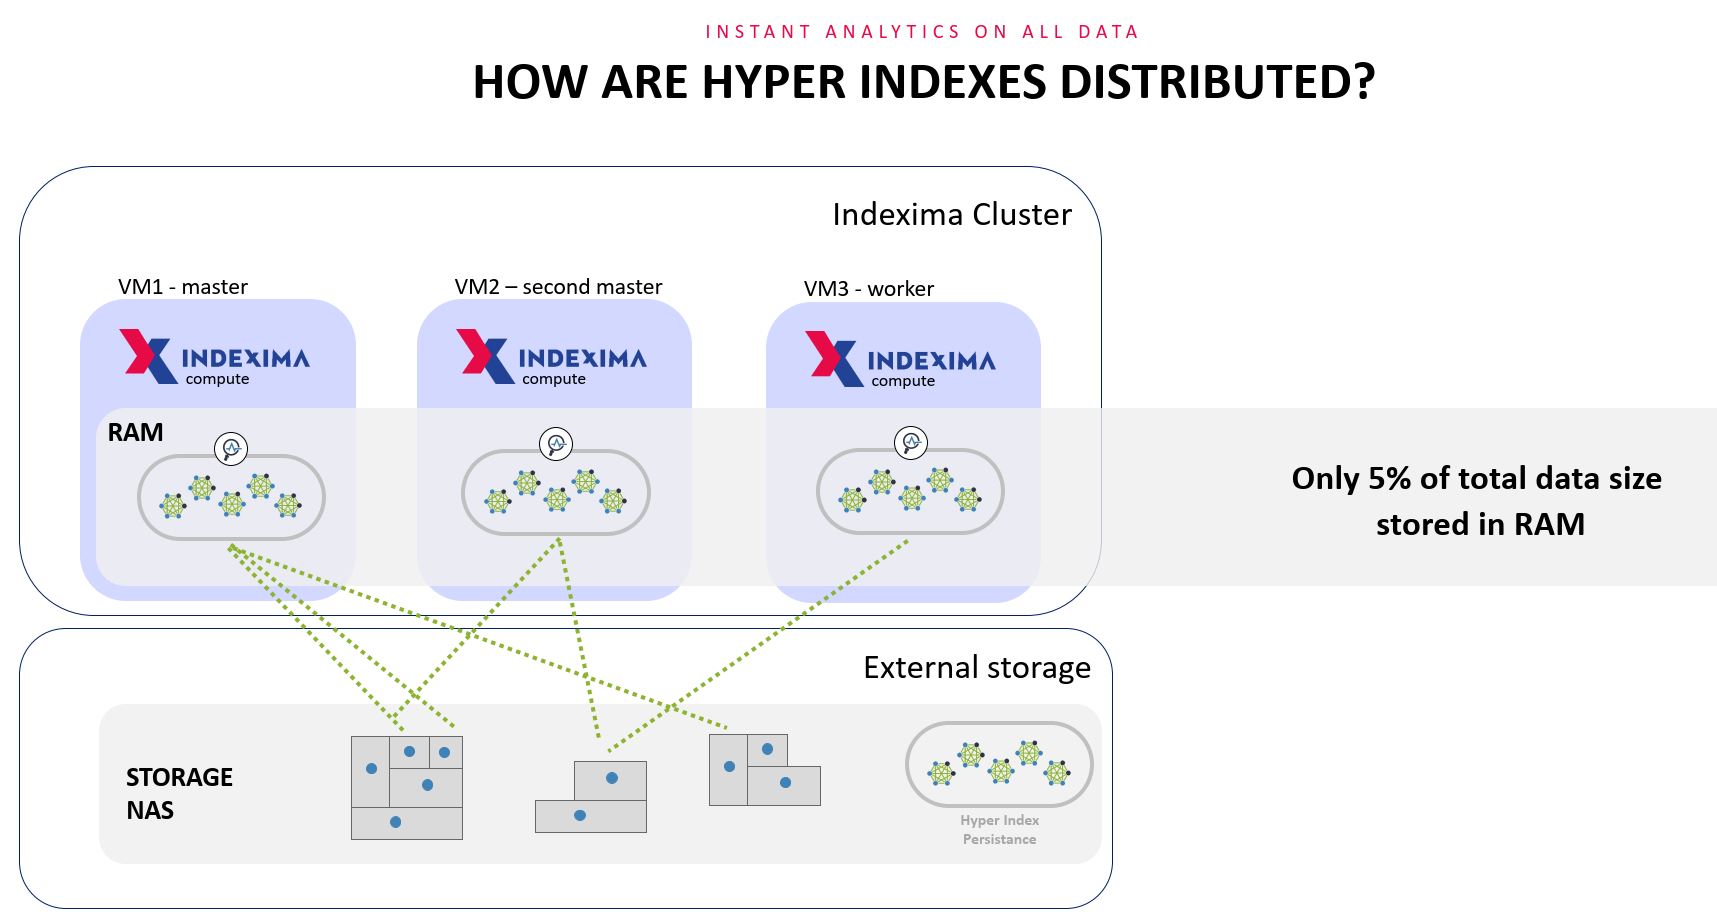 INSTANT ANALYTICS ON ALL DATA
HOW ARE HYPER INDEXES DISTRIBUTED?
Indexima Cluster
VM1 - master
VM2 – second master
VM3 - worker
INDEXIMA
compute
INDEXIMA
compute
INDEXIMA
compute
RAM
Only 5% of total data size
stored in RAM
External storage
STORAGE
NAS
Hyper Index
Persistance